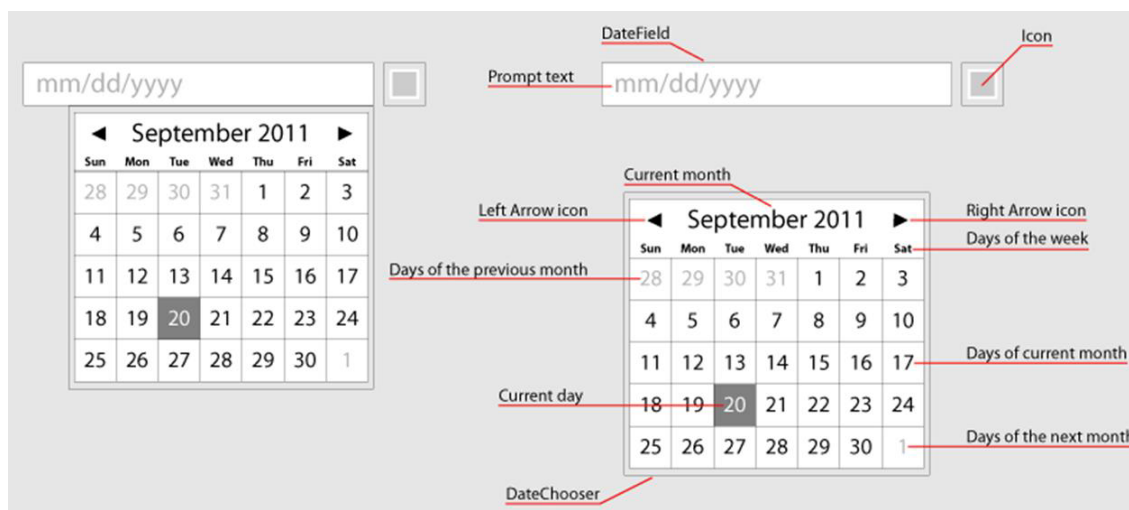 DateField
Icon
mm/dd/yyyy
Prompt text
mm/dd/yyyy
◄ September 2011 ►
Sun Mon Tue Wed Thu Fri Sat
28 29 30 31 1 2 3
4 5 6 7 8 9 10
11 12 13 14 15 16 17
18 19 20 21 22 23 24
25 26 27 28 29 30 1
Current month
Left Arrow icon
◄ September 2011 ►
Right Arrow icon
Days of the week
Sun Mon Tue Wed Thu Fri Sat
Days of the previous month
28 29 30 31 1 2 3
4 5 6 7 8 9 10
11 12 13 14 15 16 17
Days of current month
Current day
18 19 20 21 22 23 24
25 26 27 28 29 30 1
Days of the next month
DateChooser